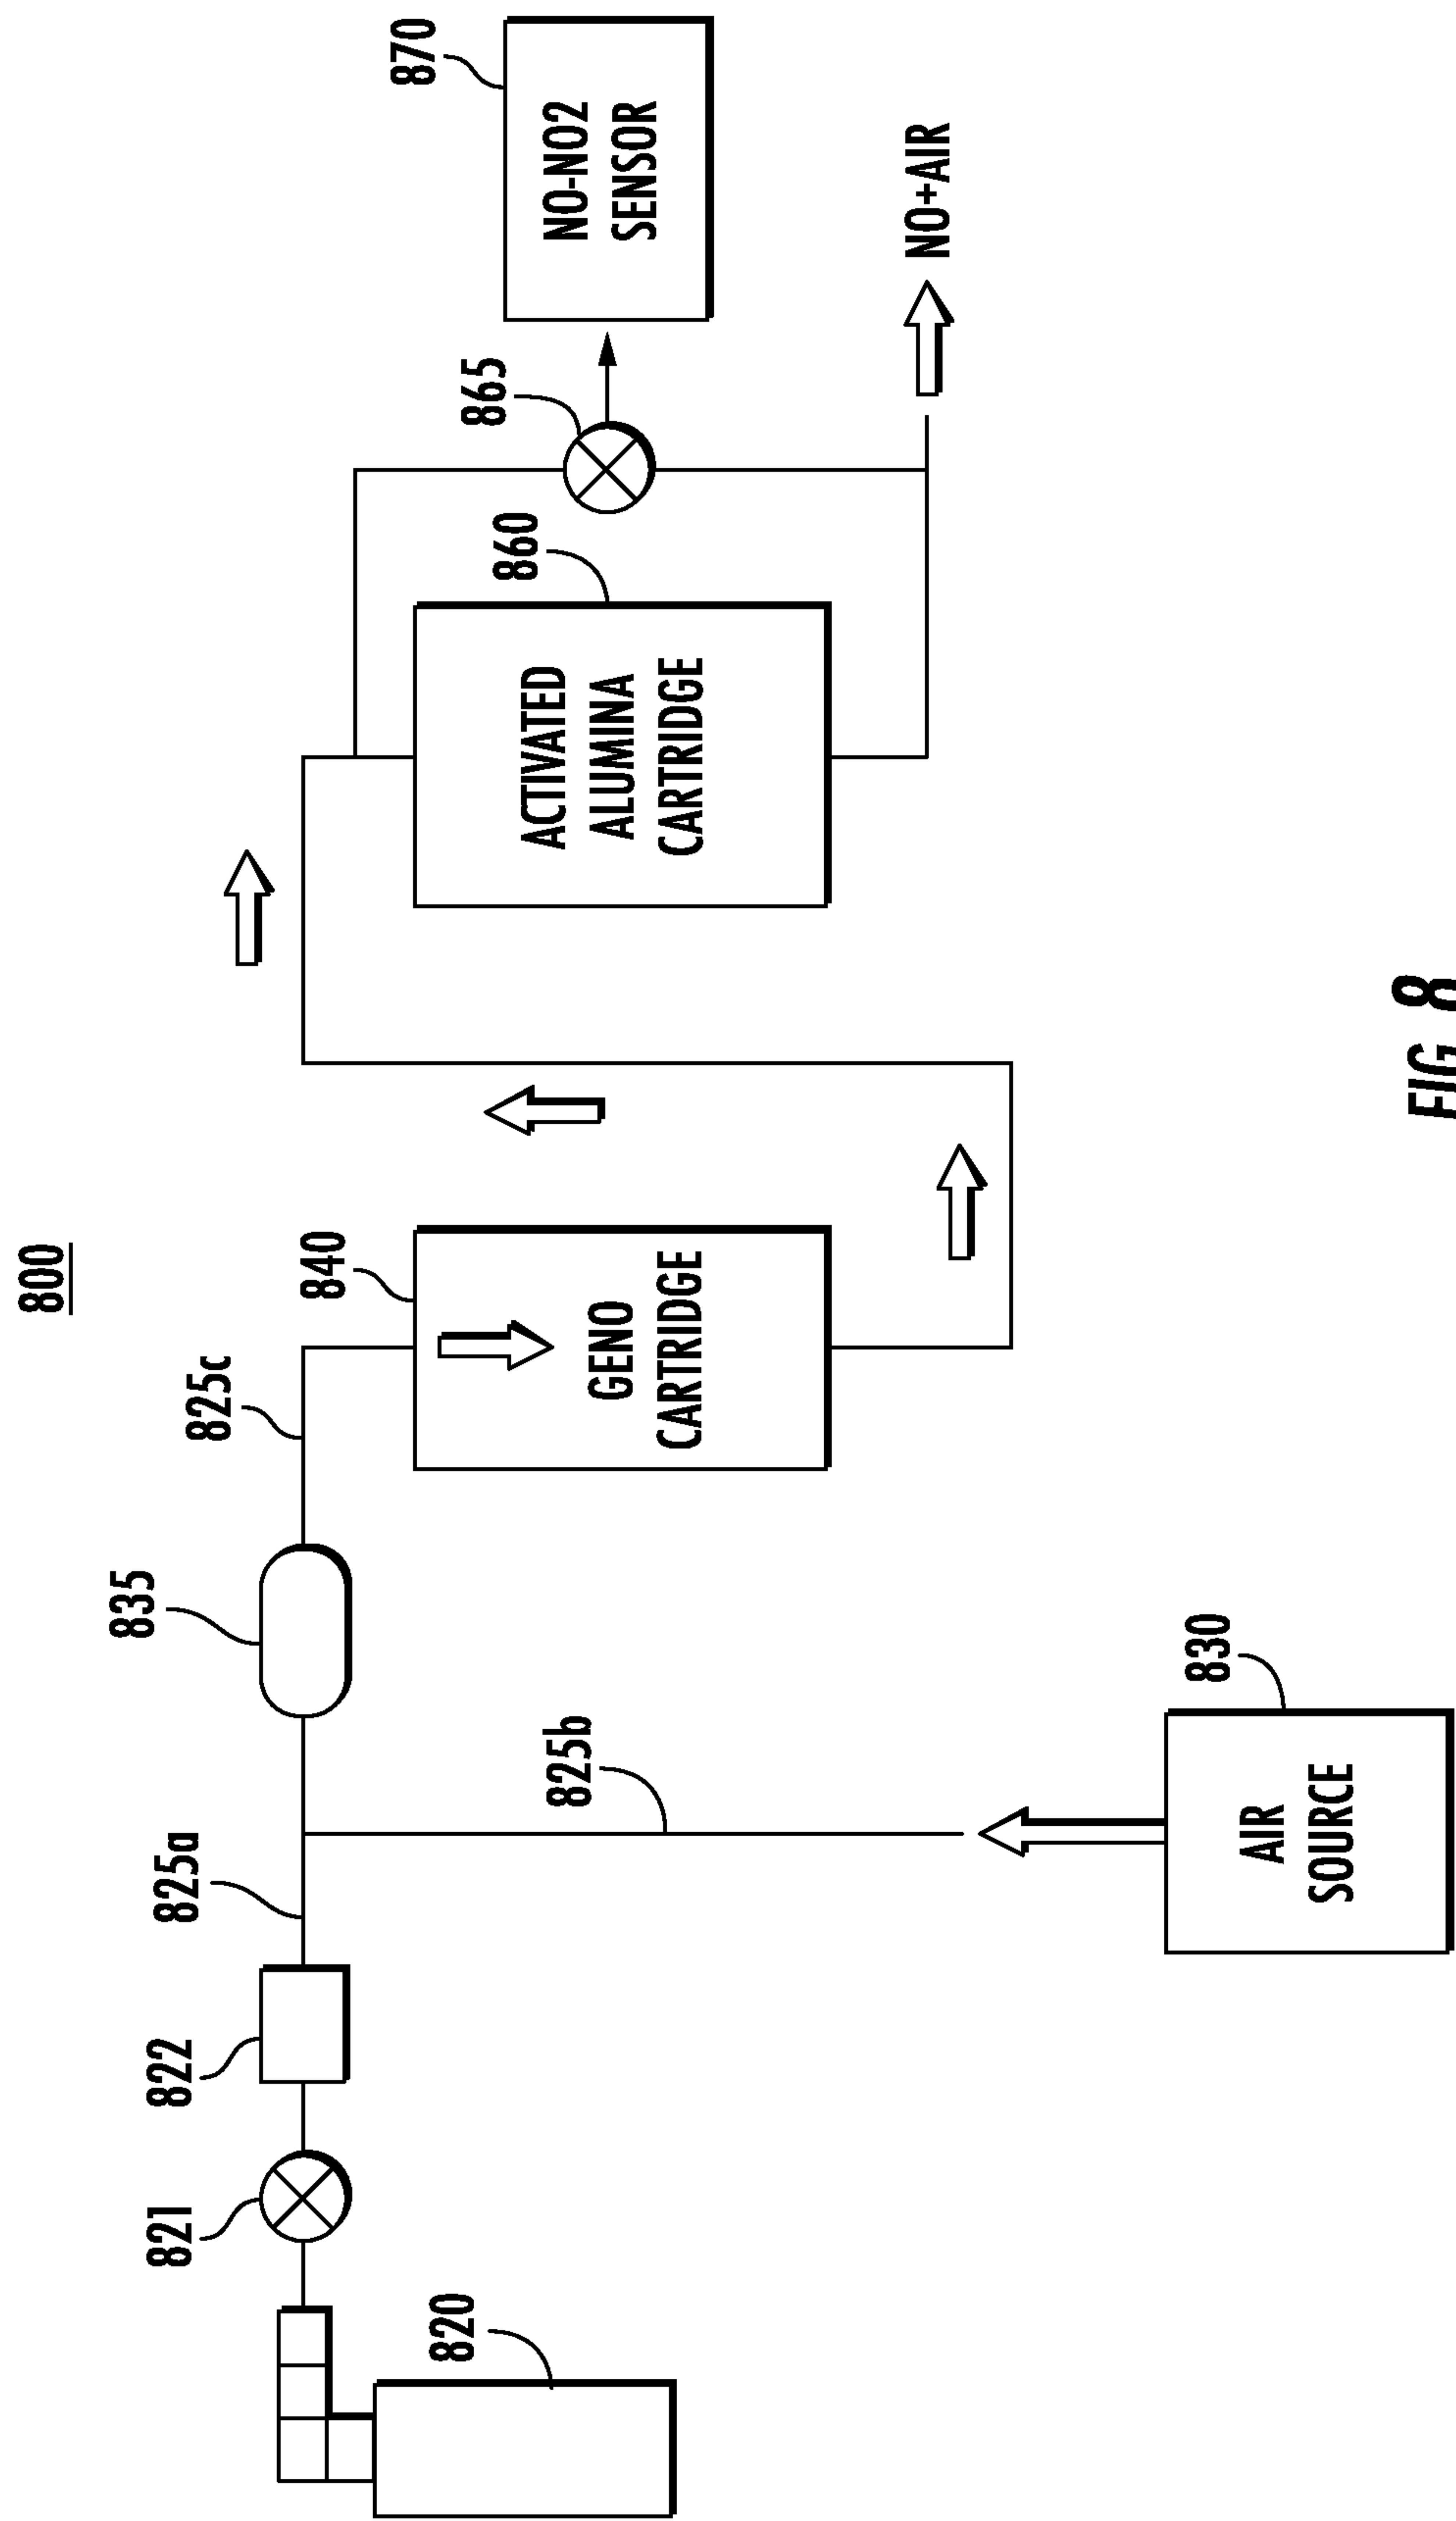 800
870
NO-NO2
SENSOR
865
NO+AIR
860
ACTIVATED
ALUMINA
CARTRIDGE
840
GENO
CARTRIDGE
825c
835
825b
825a
830
AIR
SOURCE
822
821
820
FIG. 8